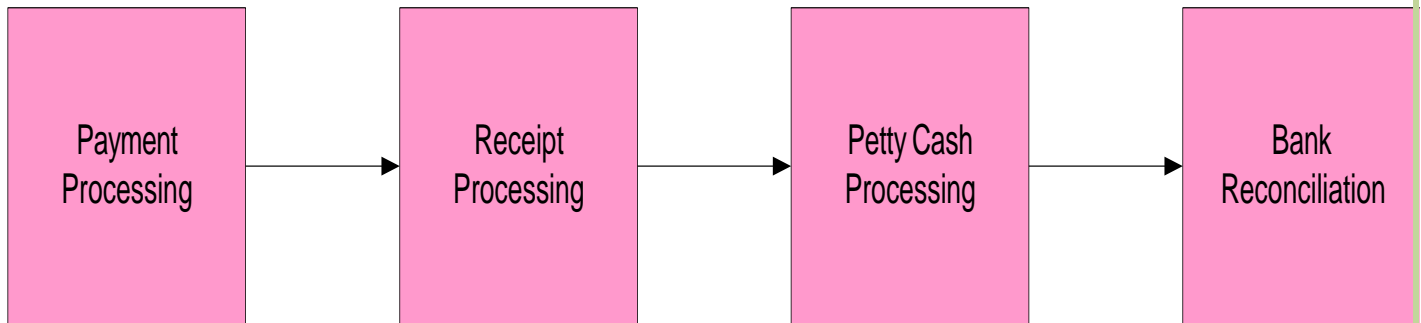 Payment
Processing
Receipt
Processing
Petty Cash
Processing
Bank
Reconciliation